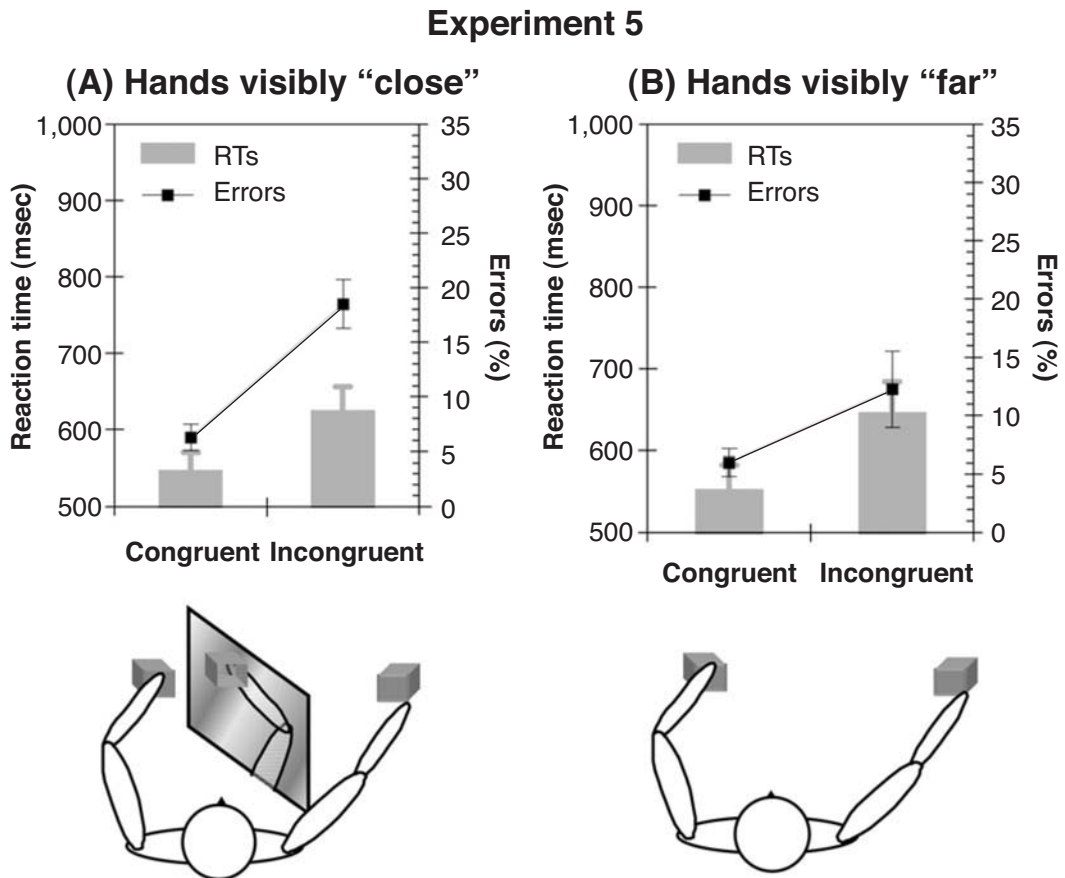 Experiment 5
(A) Hands visibly “close”
1,000
900
800
700
600
500
Reaction time (msec)
RTs
Errors
35
30
25
20
15
10
5
0
Errors (%)
Congruent Incongruent
(B) Hands visibly “far”
1,000
900
800
700
600
500
Reaction time (msec)
RTs
Errors
35
30
25
20
15
10
5
0
Errors (%)
Congruent Incongruent